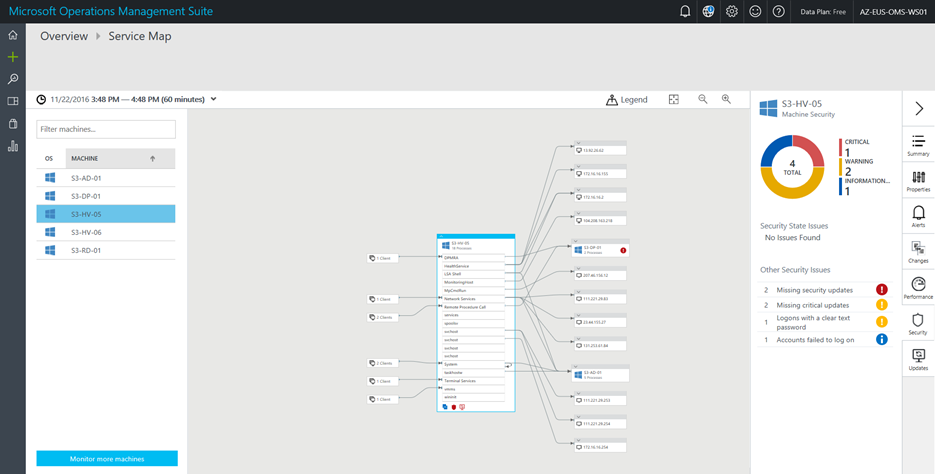 Microsoft Operations Management Suite
Data Plan: Free
AZ-EUS-OMS-WS01
Overview
Service Map
11/22/2016 3:48 PM — 4:48 PM (60 minutes)
Legend
Filter machines...
OS MACHINE
S3-AD-01
S3-DP-01
S3-HV-05
S3-HV-06
S3-RD-01
Monitor more machines
1 Client
1 Client
2 Clients
2 Clients
1 Client
1 Client
S3-HV-05
DPMRA
HealthService
LSA Shell
MonitoringHost
MyCmdRun
Network Services
Remote Procedure Call
services
spoolsv
svchost
svchost
svchost
svchost
System
taskhostw
Terminal Services
vmms
wininit
13.92.26.62
172.16.16.155
172.16.16.2
104.208.163.218
S3-DP-01
207.46.154.12
111.221.29.83
23.44.155.27
131.253.61.84
S3-AD-01
111.221.29.253
111.221.29.254
172.16.16.254
S3-HV-05
Machine Security
4
TOTAL
CRITICAL
1
WARNING
2
INFORMATION...
1
Security State Issues
No Issues Found
Other Security Issues
2 Missing security updates
2 Missing critical updates
1 Logons with a clear text
password
1 Accounts failed to log on
Summary
Properties
Alerts
Changes
Performance
Security
Updates